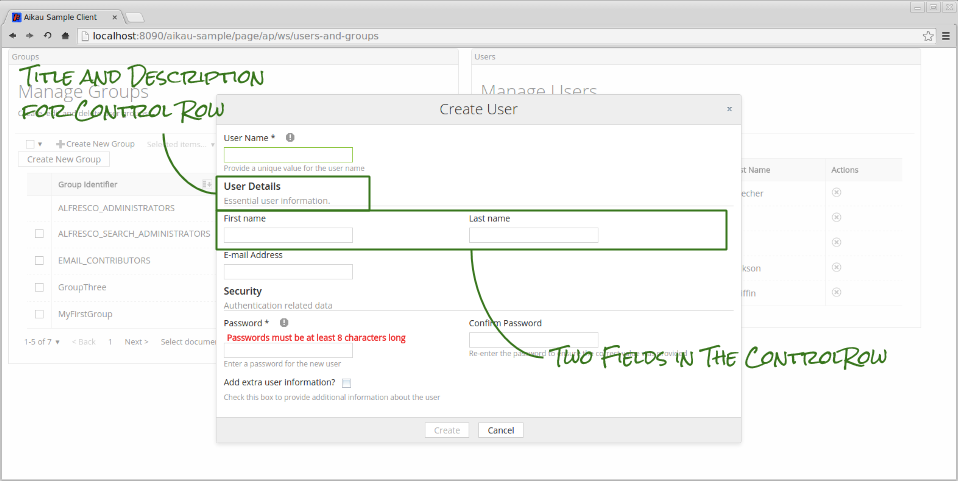 Aikau Sample Client
localhost:8090/aikau-sample/page/ap/ws/users-and-groups
Groups
Users
Title and Description
for Control Row
Manage Groups
Manage Users
Create User
User Name *
Provide a unique value for the user name
User Details
Essential user information.
First name
Last name
E-mail Address
Security
Authentication related data
Password *
Confirm Password
Passwords must be at least 8 characters long
Enter a password for the new user
Re-enter the password to ensure the correct
Two Fields in The ControlRow
Add extra user information?
Check this box to provide additional information about the user
Create
Cancel
Create New Group
Selected items...
Create New Group
Group Identifier
ALFRESCO_ADMINISTRATORS
ALFRESCO_SEARCH_ADMINISTRATORS
EMAIL_CONTRIBUTORS
GroupThree
MyFirstGroup
1-5 of 7
< Back
1
Next >
Select documen
st Name
Actions
echer
kson
iffin